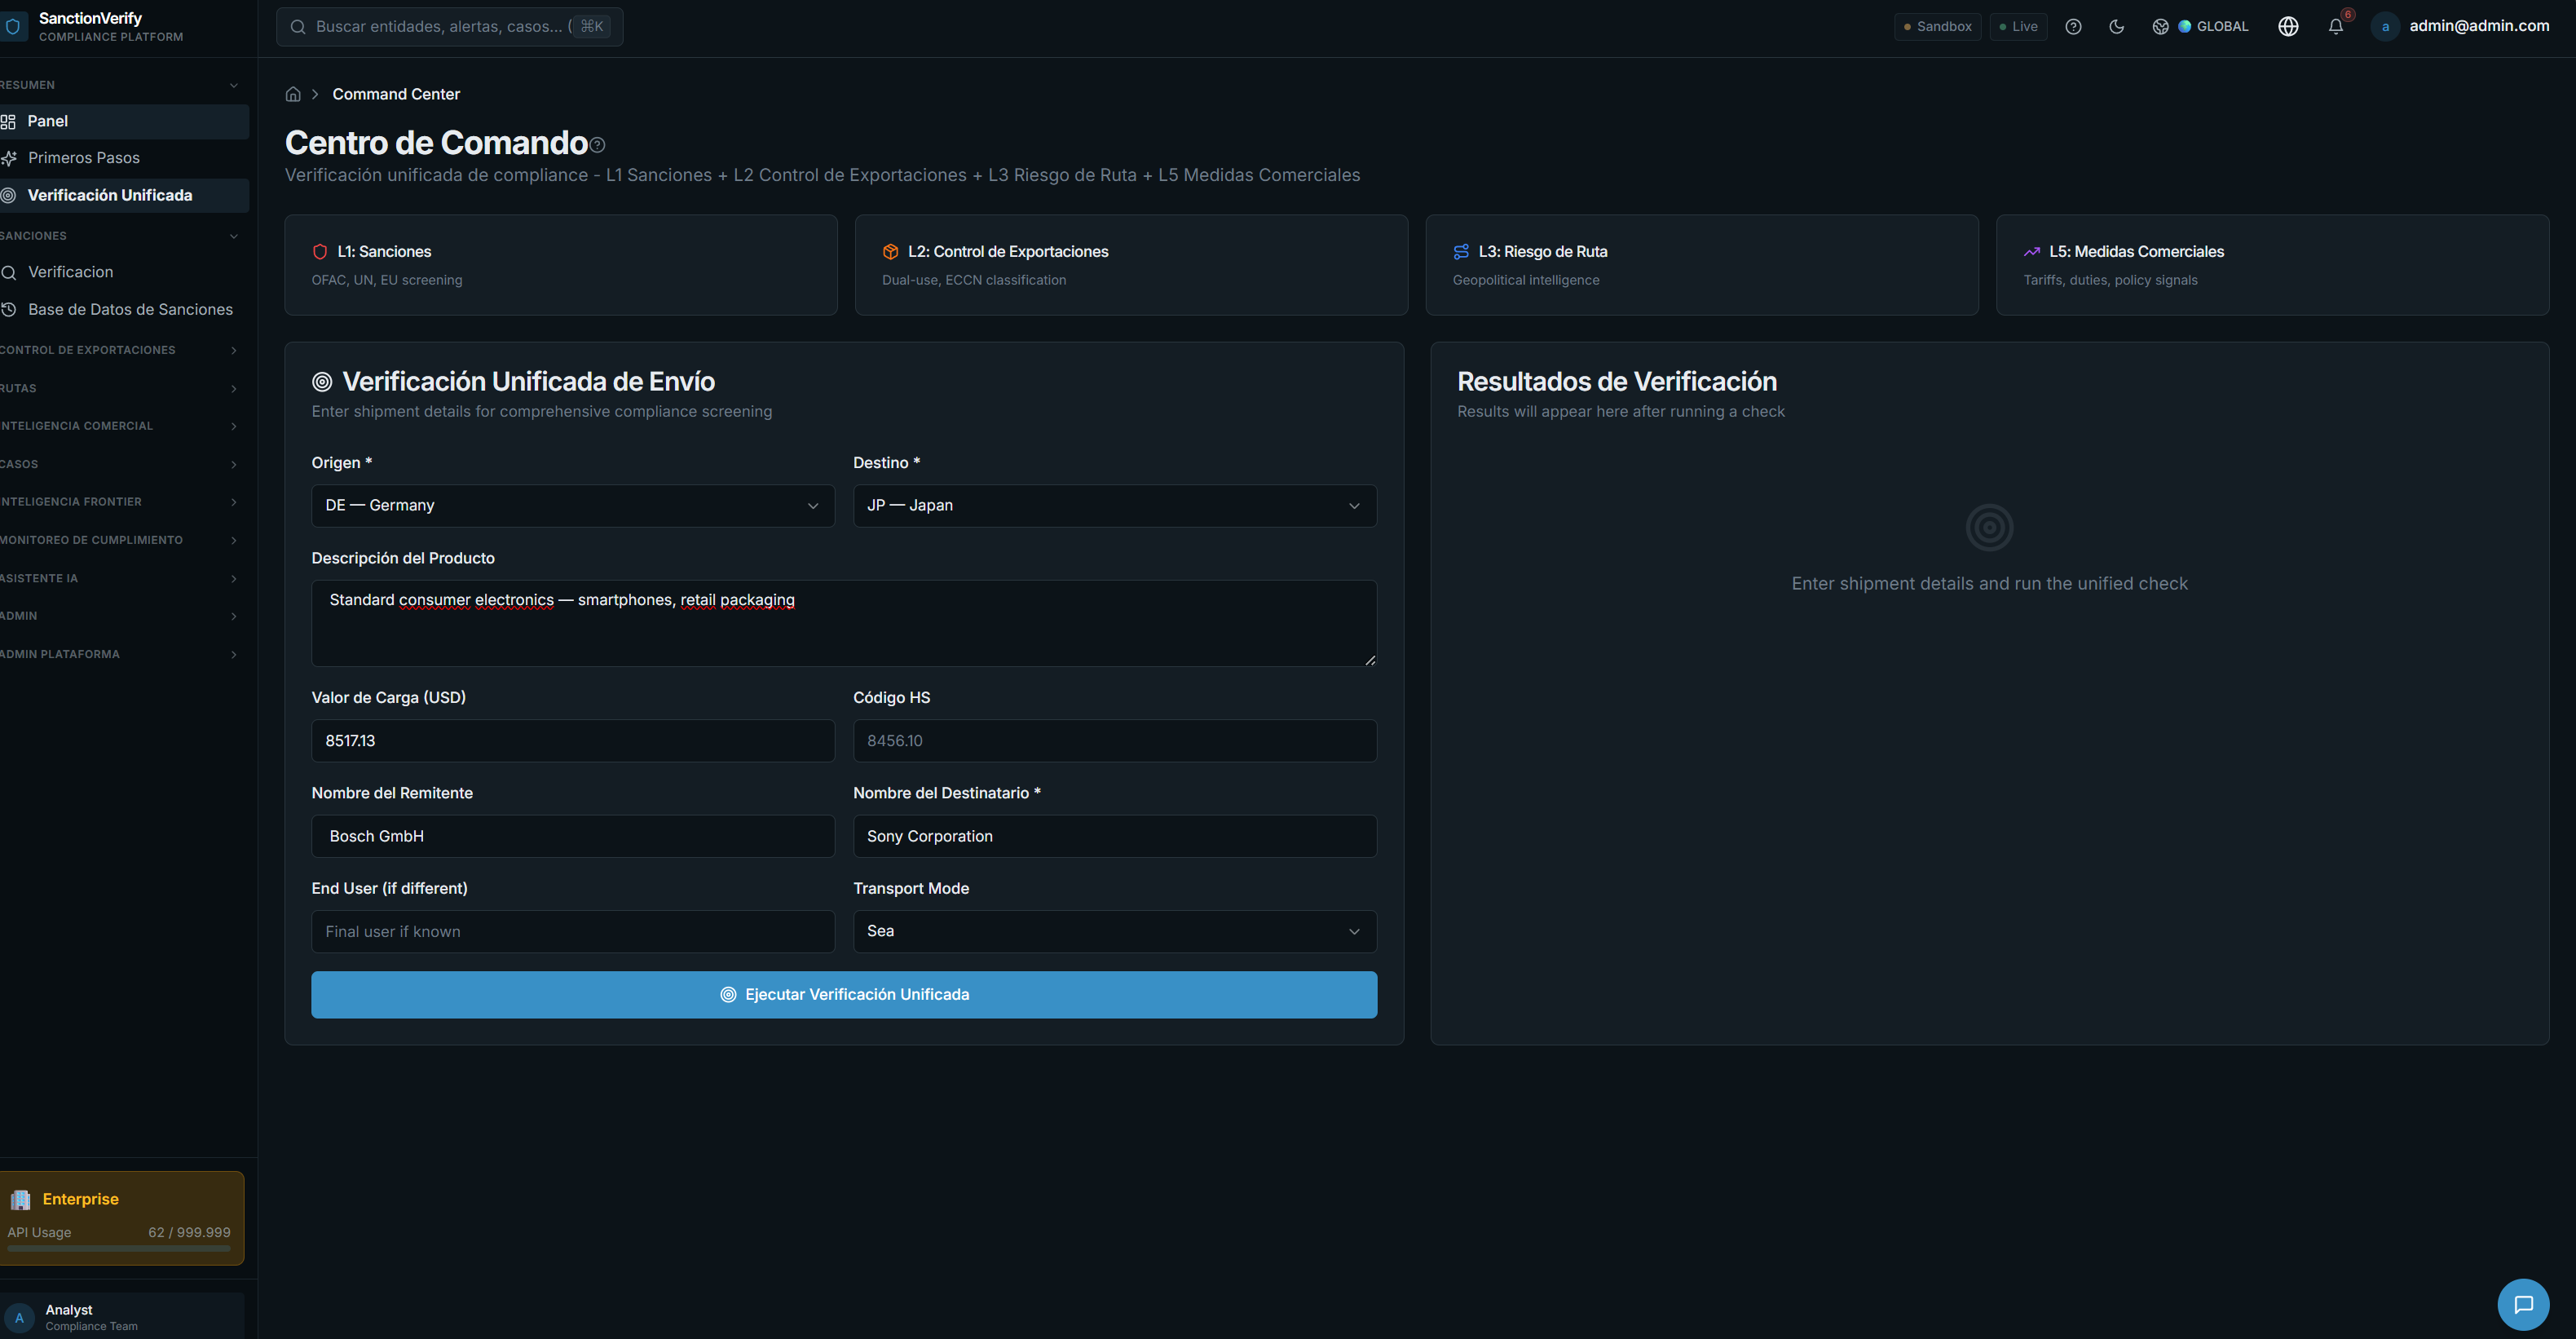 SanctionVerify
COMPLIANCE PLATFORM
Buscar entidades, alertas, casos... ( ⌘K
Sandbox
Live
GLOBAL
6
a
admin@admin.com
RESUMEN
Panel
Primeros Pasos
Verificación Unificada
SANCIONES
Verificacion
Base de Datos de Sanciones
CONTROL DE EXPORTACIONES
RUTAS
INTELIGENCIA COMERCIAL
CASOS
INTELIGENCIA FRONTIER
MONITOREO DE CUMPLIMIENTO
ASISTENTE IA
ADMIN
ADMIN PLATAFORMA
Enterprise
API Usage 62 / 999.999
A
Analyst
Compliance Team
Command Center
Centro de Comando
Verificación unificada de compliance - L1 Sanciones + L2 Control de Exportaciones + L3 Riesgo de Ruta + L5 Medidas Comerciales
L1: Sanciones
OFAC, UN, EU screening
L2: Control de Exportaciones
Dual-use, ECCN classification
L3: Riesgo de Ruta
Geopolitical intelligence
L5: Medidas Comerciales
Tariffs, duties, policy signals
Verificación Unificada de Envío
Enter shipment details for comprehensive compliance screening
Origen *
DE — Germany
Destino *
JP — Japan
Descripción del Producto
Standard consumer electronics — smartphones, retail packaging
Valor de Carga (USD)
8517.13
Código HS
8456.10
Nombre del Remitente
Bosch GmbH
Nombre del Destinatario *
Sony Corporation
End User (if different)
Final user if known
Transport Mode
Sea
Ejecutar Verificación Unificada
Resultados de Verificación
Results will appear here after running a check
Enter shipment details and run the unified check